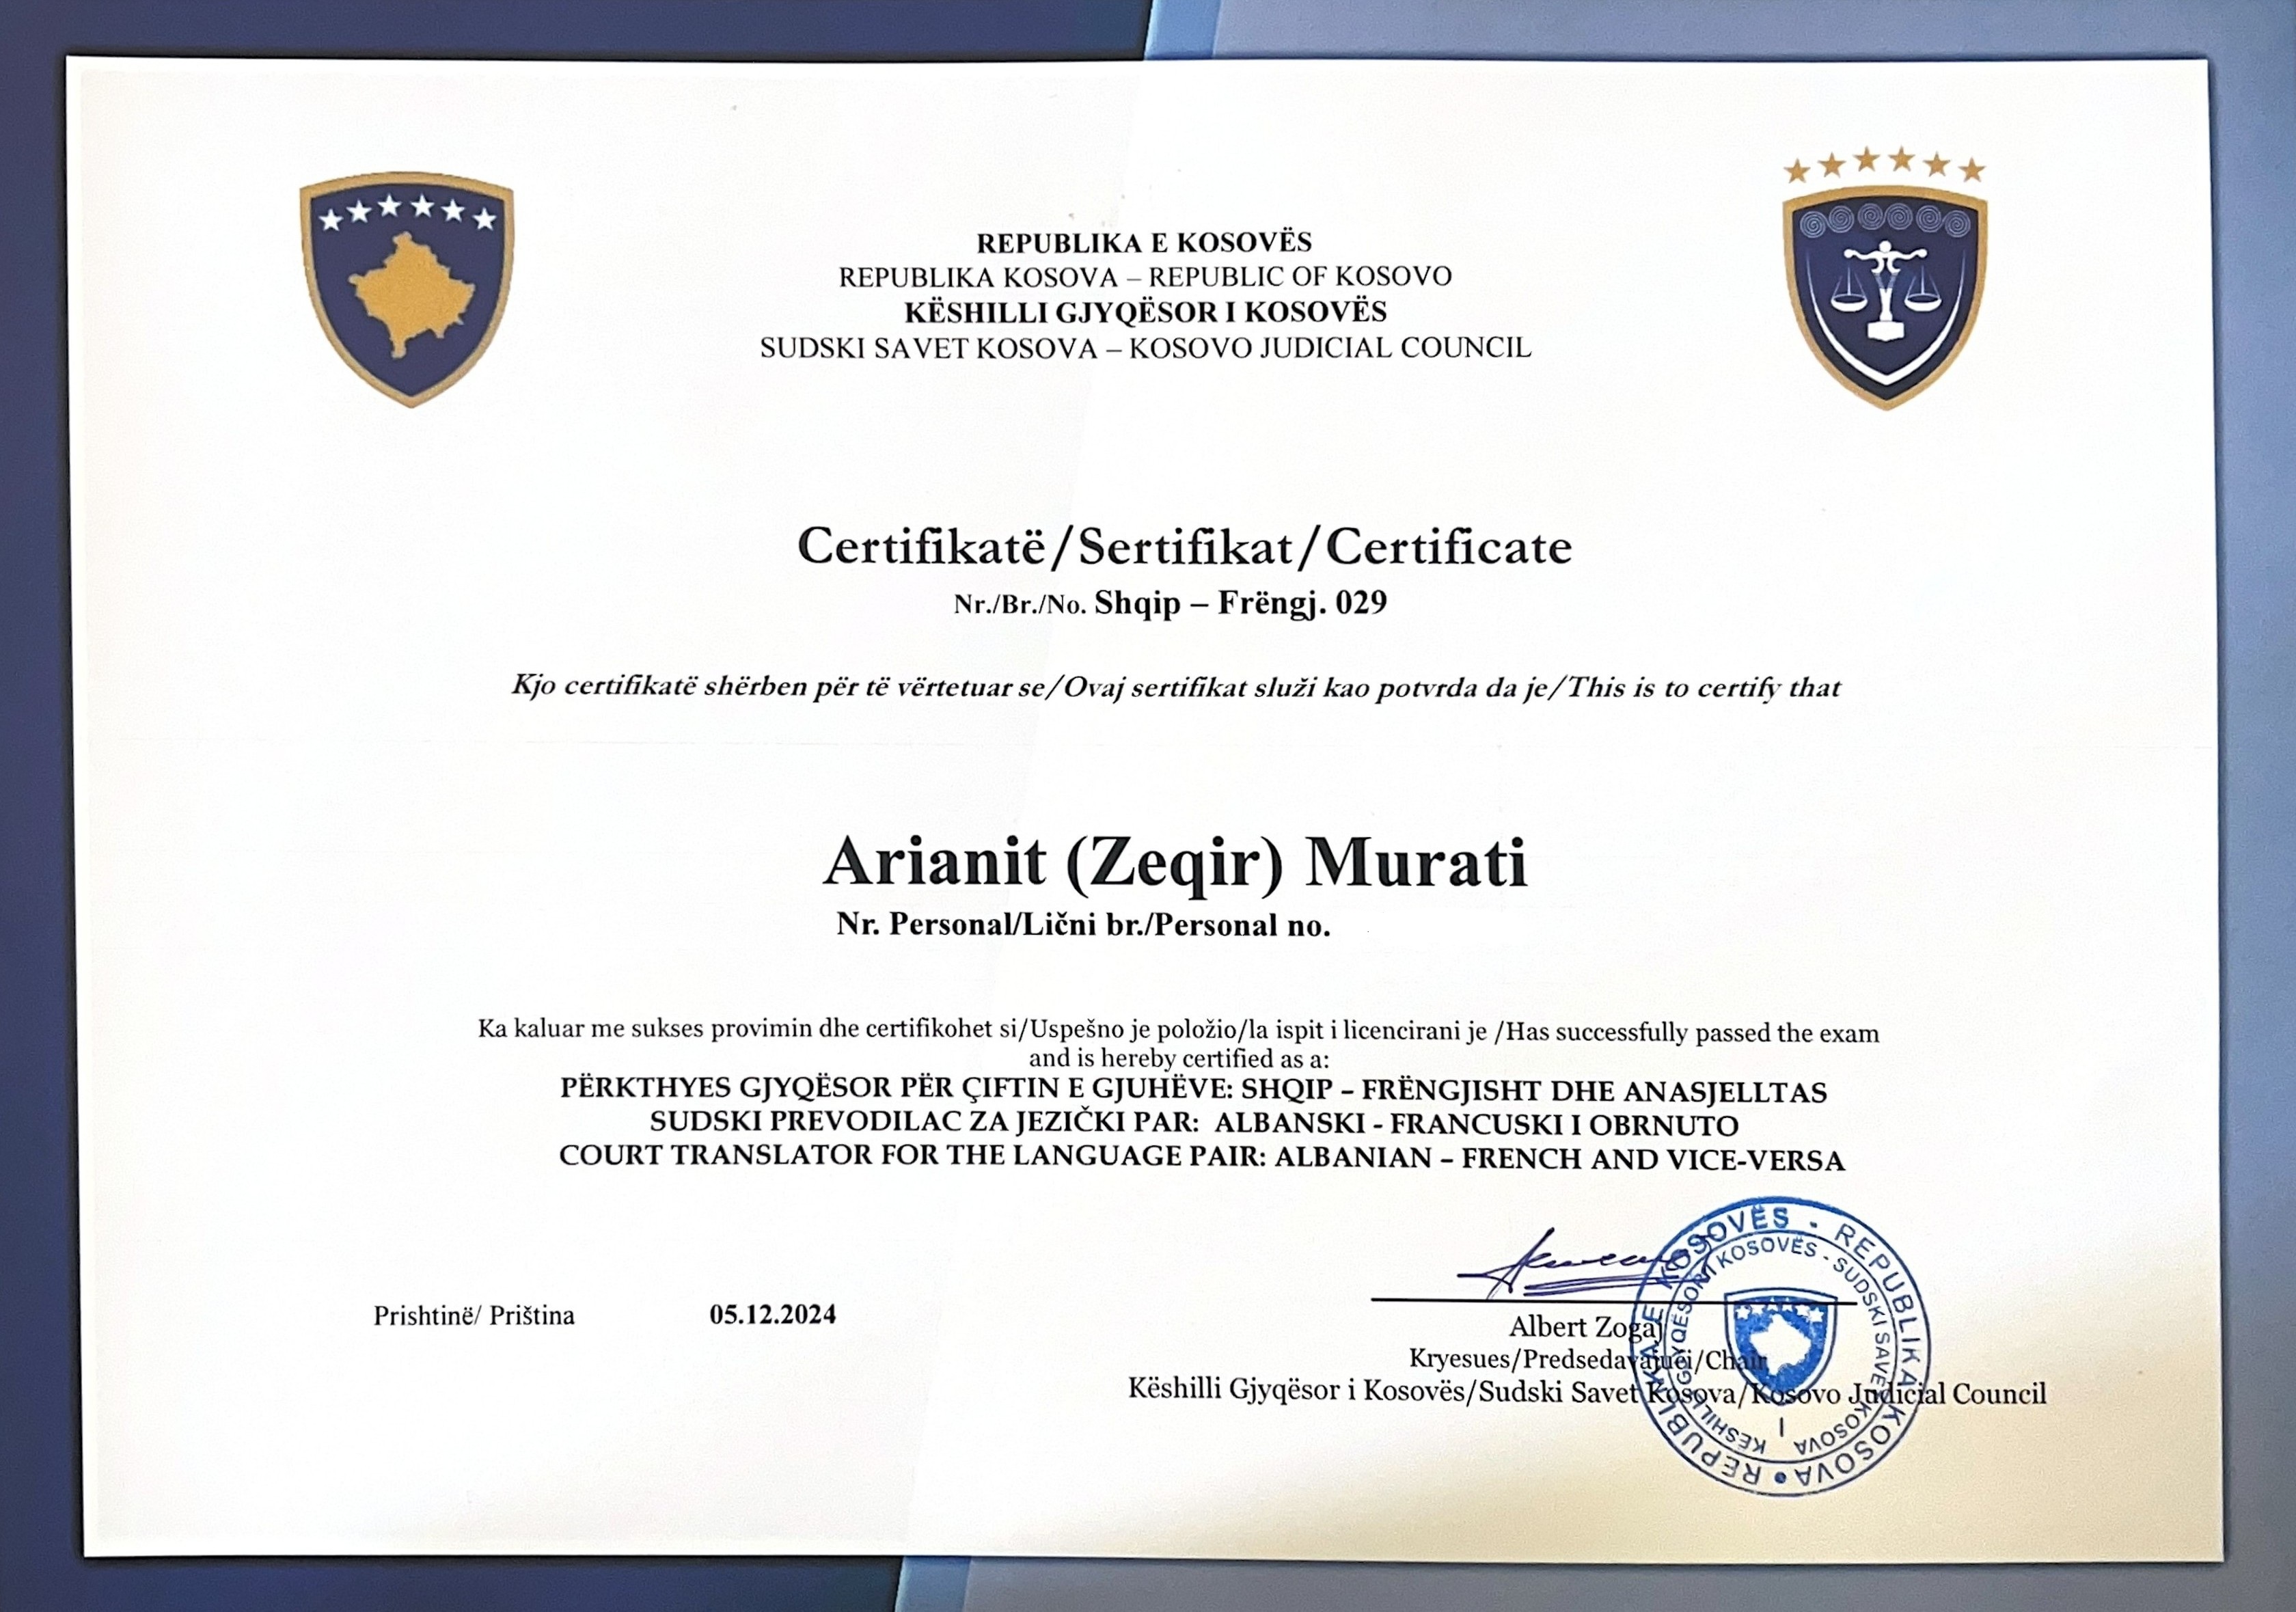 REPUBLIKA E KOSOVËS
REPUBLIKA KOSOVA – REPUBLIC OF KOSOVO
KËSHILLI GJYQËSOR I KOSOVËS
SUDSKI SAVET KOSOVA – KOSOVO JUDICIAL COUNCIL
Certifikatë/Sertifikat/Certificate
Nr./Br./No. Shqip – Frëngj. 029
Kjo certifikatë shërben për të vërtetuar se/Ovaj sertifikat služi kao potvrda da je/This is to certify that
Arianit (Zeqir) Murati
Nr. Personal/Lični br./Personal no.
Ka kaluar me sukses provimin dhe certifikohet si/Uspešno je položio/la ispit i licencirani je /Has successfully passed the exam
and is hereby certified as a:
PËRKTHYES GJYQËSOR PËR ÇIFTIN E GJUHËVE: SHQIP – FRËNGJISHT DHE ANASJELLTAS
SUDSKI PREVODILAC ZA JEZIČKI PAR: ALBANSKI - FRANCUSKI I OBRNUTO
COURT TRANSLATOR FOR THE LANGUAGE PAIR: ALBANIAN – FRENCH AND VICE-VERSA
Prishtinë/ Priština 05.12.2024
Albert Zogaj
Kryesues/Predsedavajući/Chair
Këshilli Gjyqësor i Kosovës/Sudski Savet Kosova/Kosovo Judicial Council
REPUBLIKA E KOSOVËS - REPUBLIKA KOSOVA
KËSHILLI GJYQËSOR I KOSOVËS - SUDSKI SAVET KOSOVA
I